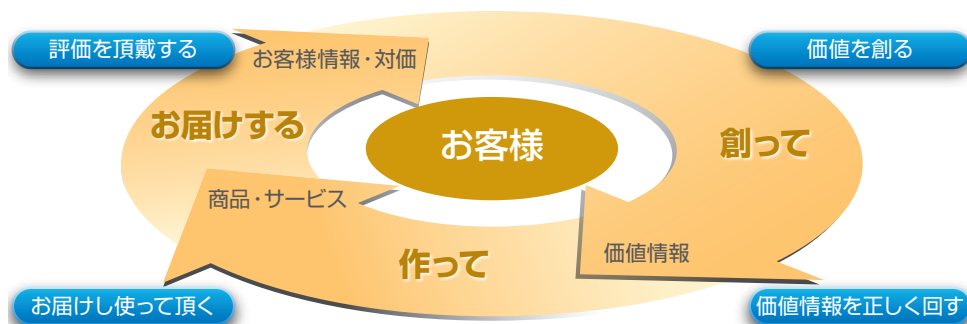 評価を頂戴する
価値を創る
お客様情報・対価
お届けする
お客様
創って
商品・サービス
価値情報
作って
お届けし使って頂く
価値情報を正しく回す